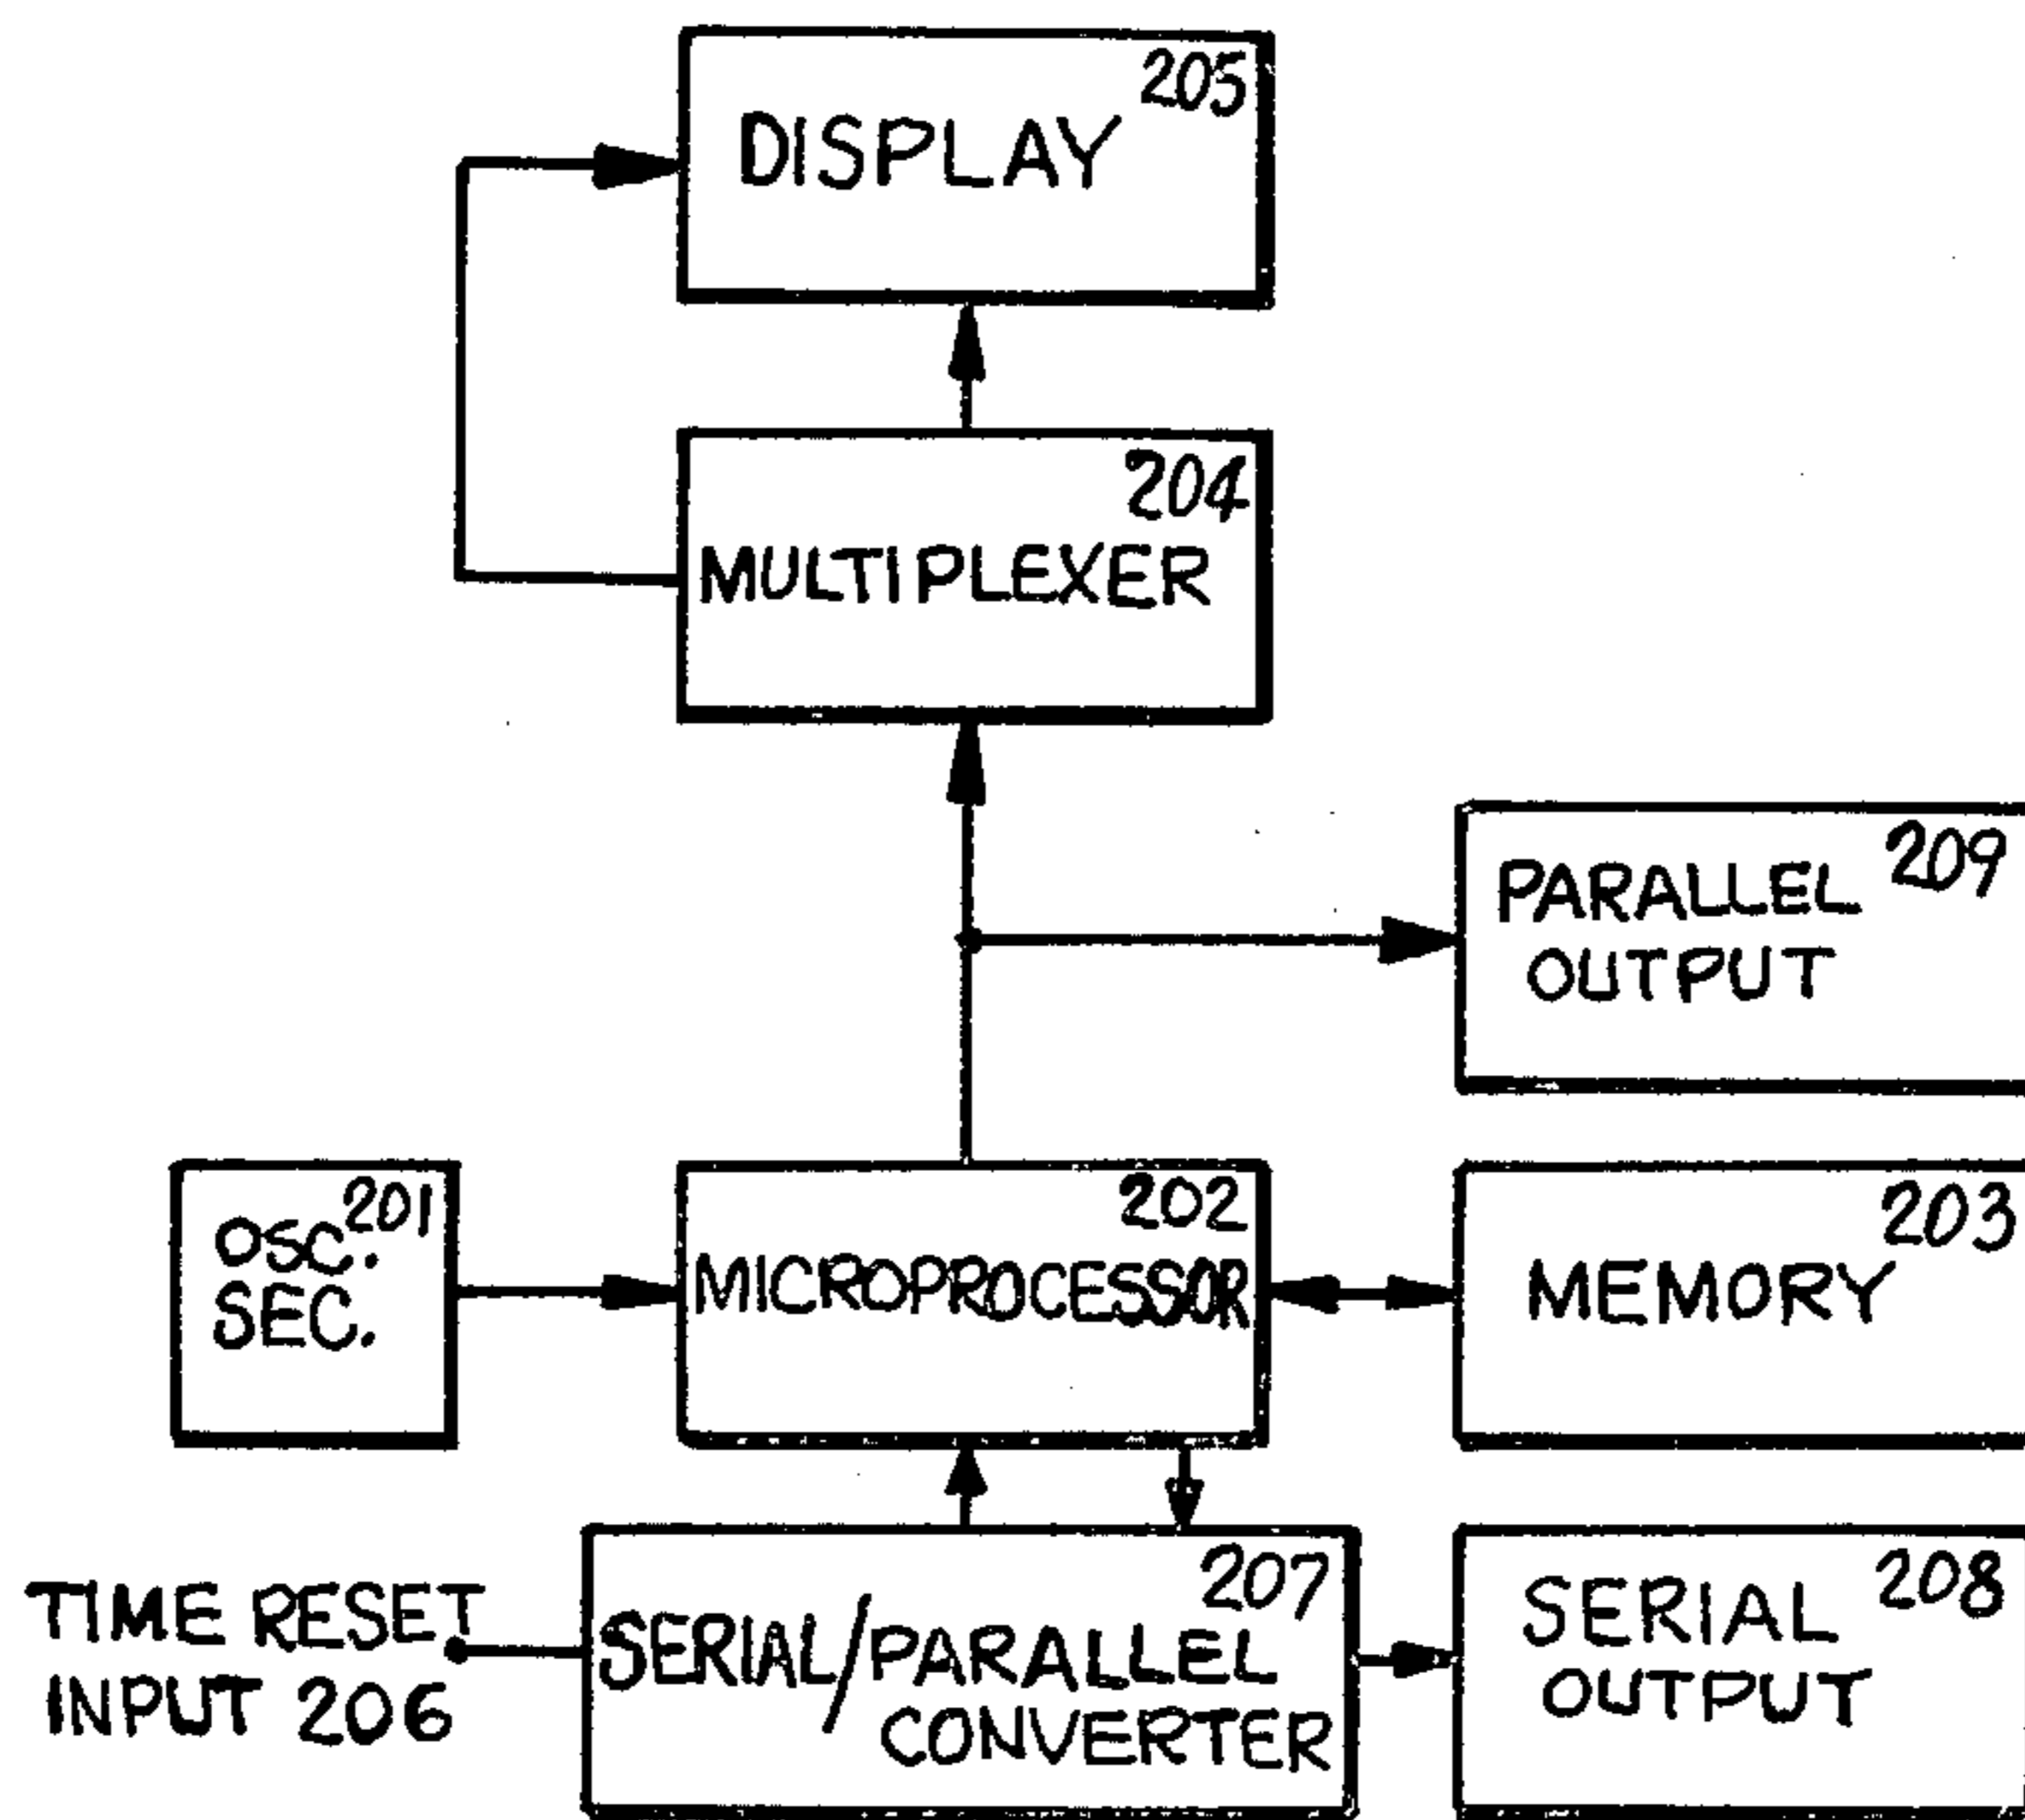 205
DISPLAY
204
MULTIPLEXER
209
PARALLEL
OUTPUT
201
OSC.
SEC.
202
MICROPROCESSOR
203
MEMORY
TIME RESET
INPUT 206
207
SERIAL/PARALLEL
CONVERTER
208
SERIAL
OUTPUT